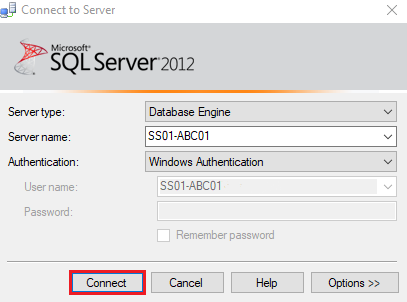 Connect to Server
Microsoft®
SQL Server® 2012
Server type: Database Engine
Server name: SS01-ABC01
Authentication: Windows Authentication
User name: SS01-ABC01
Password:
Remember password
Connect Cancel Help Options >>